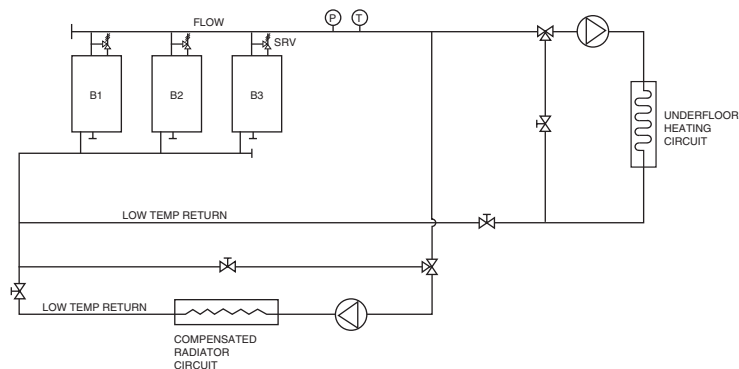 FLOW
P
T
SRV
B1
B2
B3
UNDERFLOOR
HEATING
CIRCUIT
LOW TEMP RETURN
LOW TEMP RETURN
COMPENSATED
RADIATOR
CIRCUIT